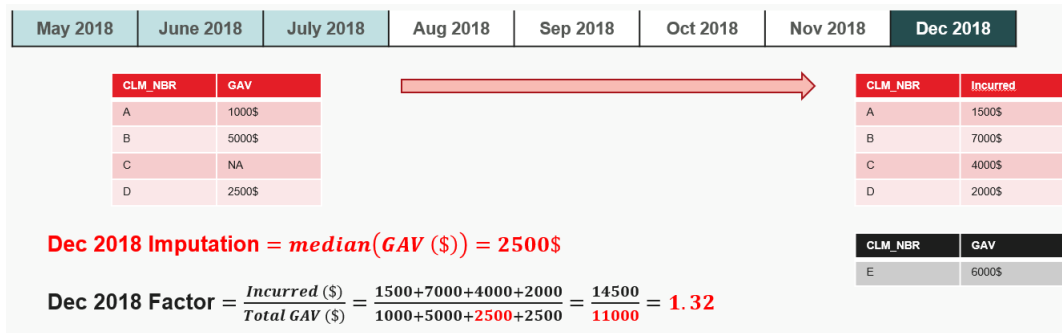 May 2018 June 2018 July 2018 Aug 2018 Sep 2018 Oct 2018 Nov 2018 Dec 2018
CLM_NBR GAV
A 1000$
B 5000$
C NA
D 2500$
CLM_NBR Incurred
A 1500$
B 7000$
C 4000$
D 2000$
Dec 2018 Imputation = median(GAV ($)) = 2500$
CLM_NBR GAV
E 6000$
Dec 2018 Factor = Incurred ($) / Total GAV ($) = 1500+7000+4000+2000 / 1000+5000+2500+2500 = 14500 / 11000 = 1.32